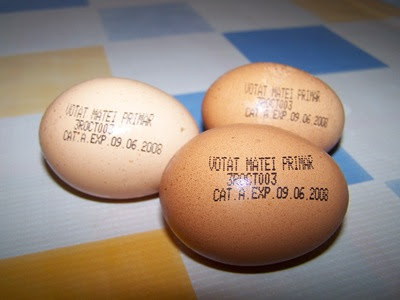 VOTAT MATEI PRIMAR
3ROCT003
CAT.A.EXP.09.06.2008
VOTAT MATEI PRIMAR
3ROCT003
CAT.A.EXP.09.06.2008
VOTAT MATEI PRIMAR
3ROCT003
CAT.A.EXP.09.06.2008